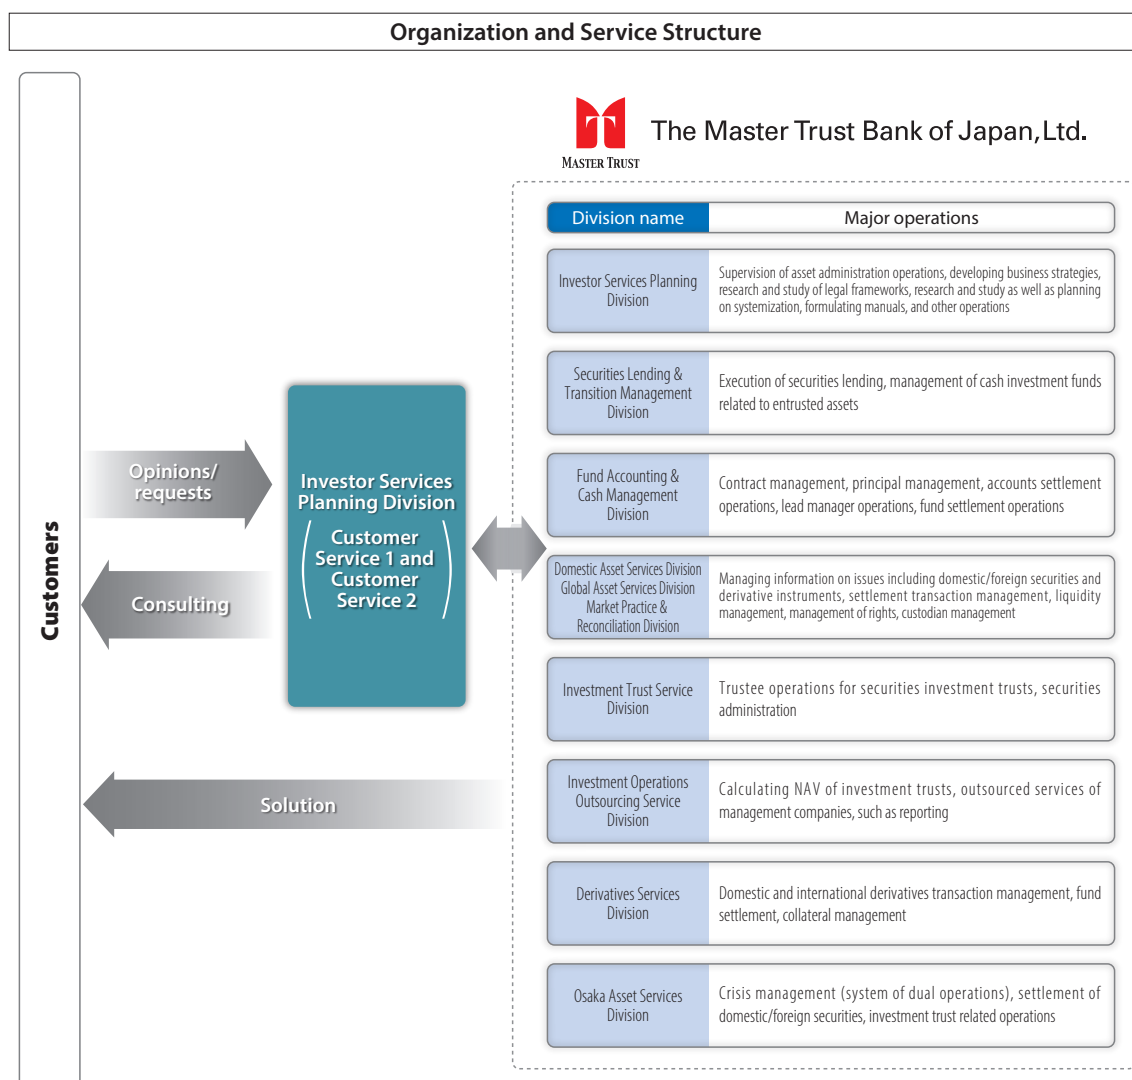 Organization and Service Structure
MASTER TRUST
The Master Trust Bank of Japan, Ltd.
Division name
Major operations
Investor Services Planning
Division
Supervision of asset administration operations, developing business strategies,
research and study of legal frameworks, research and study as well as planning
on systemization, formulating manuals, and other operations
Securities Lending &
Transition Management
Division
Execution of securities lending, management of cash investment funds
related to entrusted assets
Fund Accounting &
Cash Management
Division
Contract management, principal management, accounts settlement
operations, lead manager operations, fund settlement operations
Domestic Asset Services Division
Global Asset Services Division
Market Practice &
Reconciliation Division
Managing information on issues including domestic/foreign securities and
derivative instruments, settlement transaction management, liquidity
management, management of rights, custodian management
Investment Trust Service
Division
Trustee operations for securities investment trusts, securities
administration
Investment Operations
Outsourcing Service
Division
Calculating NAV of investment trusts, outsourced services of
management companies, such as reporting
Derivatives Services
Division
Domestic and international derivatives transaction management, fund
settlement, collateral management
Osaka Asset Services
Division
Crisis management (system of dual operations), settlement of
domestic/foreign securities, investment trust related operations
Customers
Opinions/
requests
Consulting
Solution
Investor Services
Planning Division
(Customer
Service 1 and
Customer
Service 2)